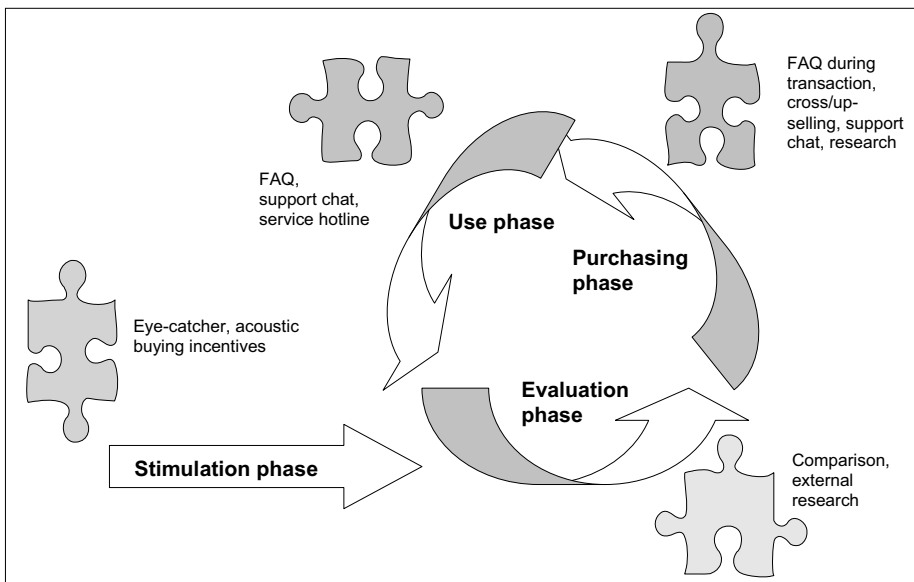 FAQ during
transaction,
cross/up-
selling, support
chat, research
FAQ,
support chat,
service hotline
Use phase
Purchasing
phase
Eye-catcher, acoustic
buying incentives
Evaluation
phase
Stimulation phase
Comparison,
external
research